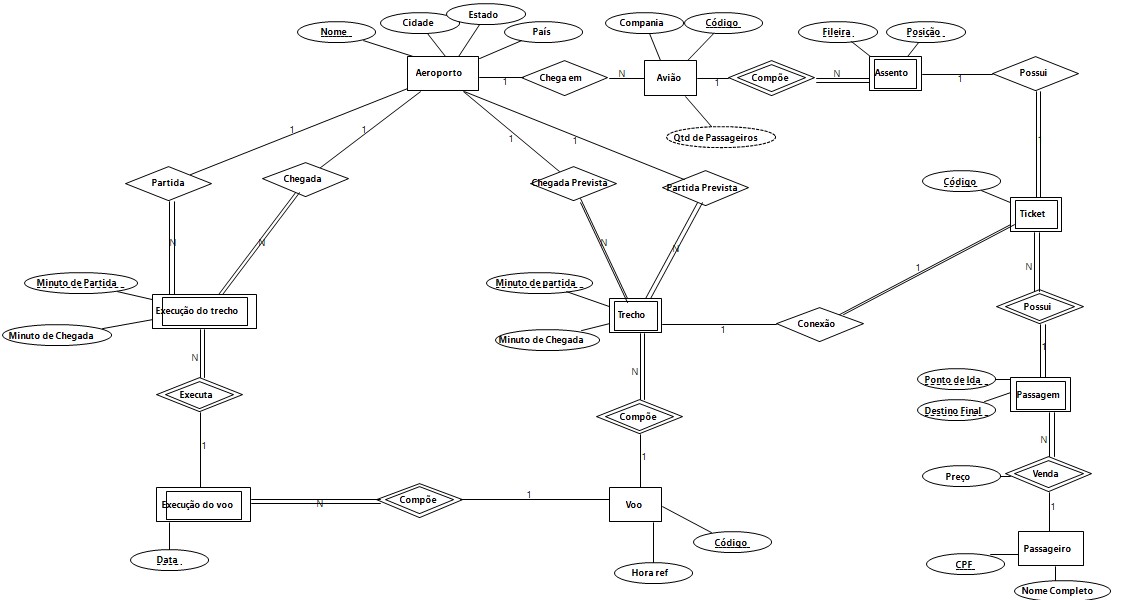 Nome
Cidade
Estado
País
Compania
Código
Fileira
Posição
Aeroporto
1
Chega em
N
Avião
1
Compõe
N
Assento
1
Possui
Qtd de Passageiros
1
1
1
1
1
Partida
Chegada
Chegada Prevista
Partida Prevista
Código
Ticket
N
N
N
N
N
1
Minuto de Partida
Minuto de Chegada
Execução do trecho
Minuto de partida
Minuto de Chegada
Trecho
1
Conexão
Possui
N
N
1
Executa
Compõe
Ponto de Ida
Destino Final
Passagem
1
1
N
Preço
Venda
Execução do voo
N
Compõe
1
Voo
1
Código
Passageiro
Data
Hora ref
CPF
Nome Completo